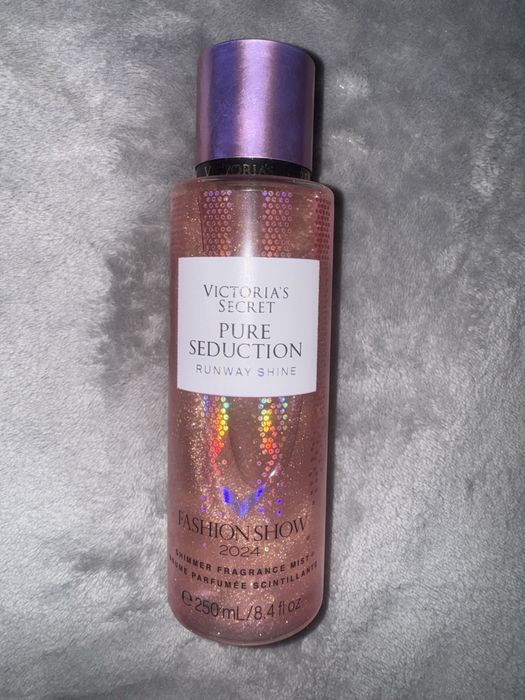 VICTORIA'S
VICTORIA'S
SECRET
PURE
SEDUCTION
RUNWAY SHINE
FASHION SHOW
2024
SHIMMER FRAGRANCE MIST
BRUME PARFUMÉE SCINTILLANTE
℮ 250 mL/8.4 fl oz